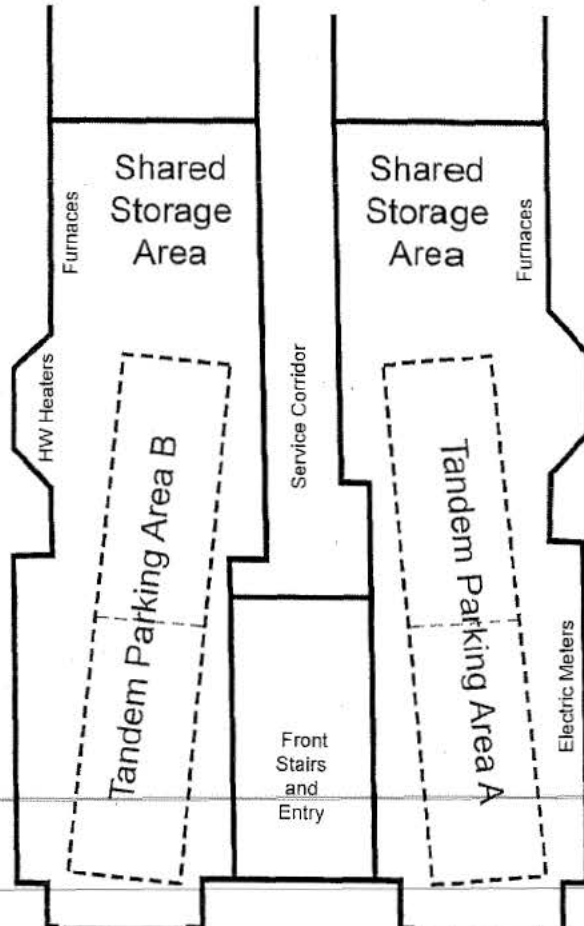 Shared
Storage
Area
Shared
Storage
Area
Furnaces
Furnaces
HW Heaters
Service Corridor
Tandem Parking Area B
Tandem Parking Area A
Electric Meters
Front
Stairs
and
Entry